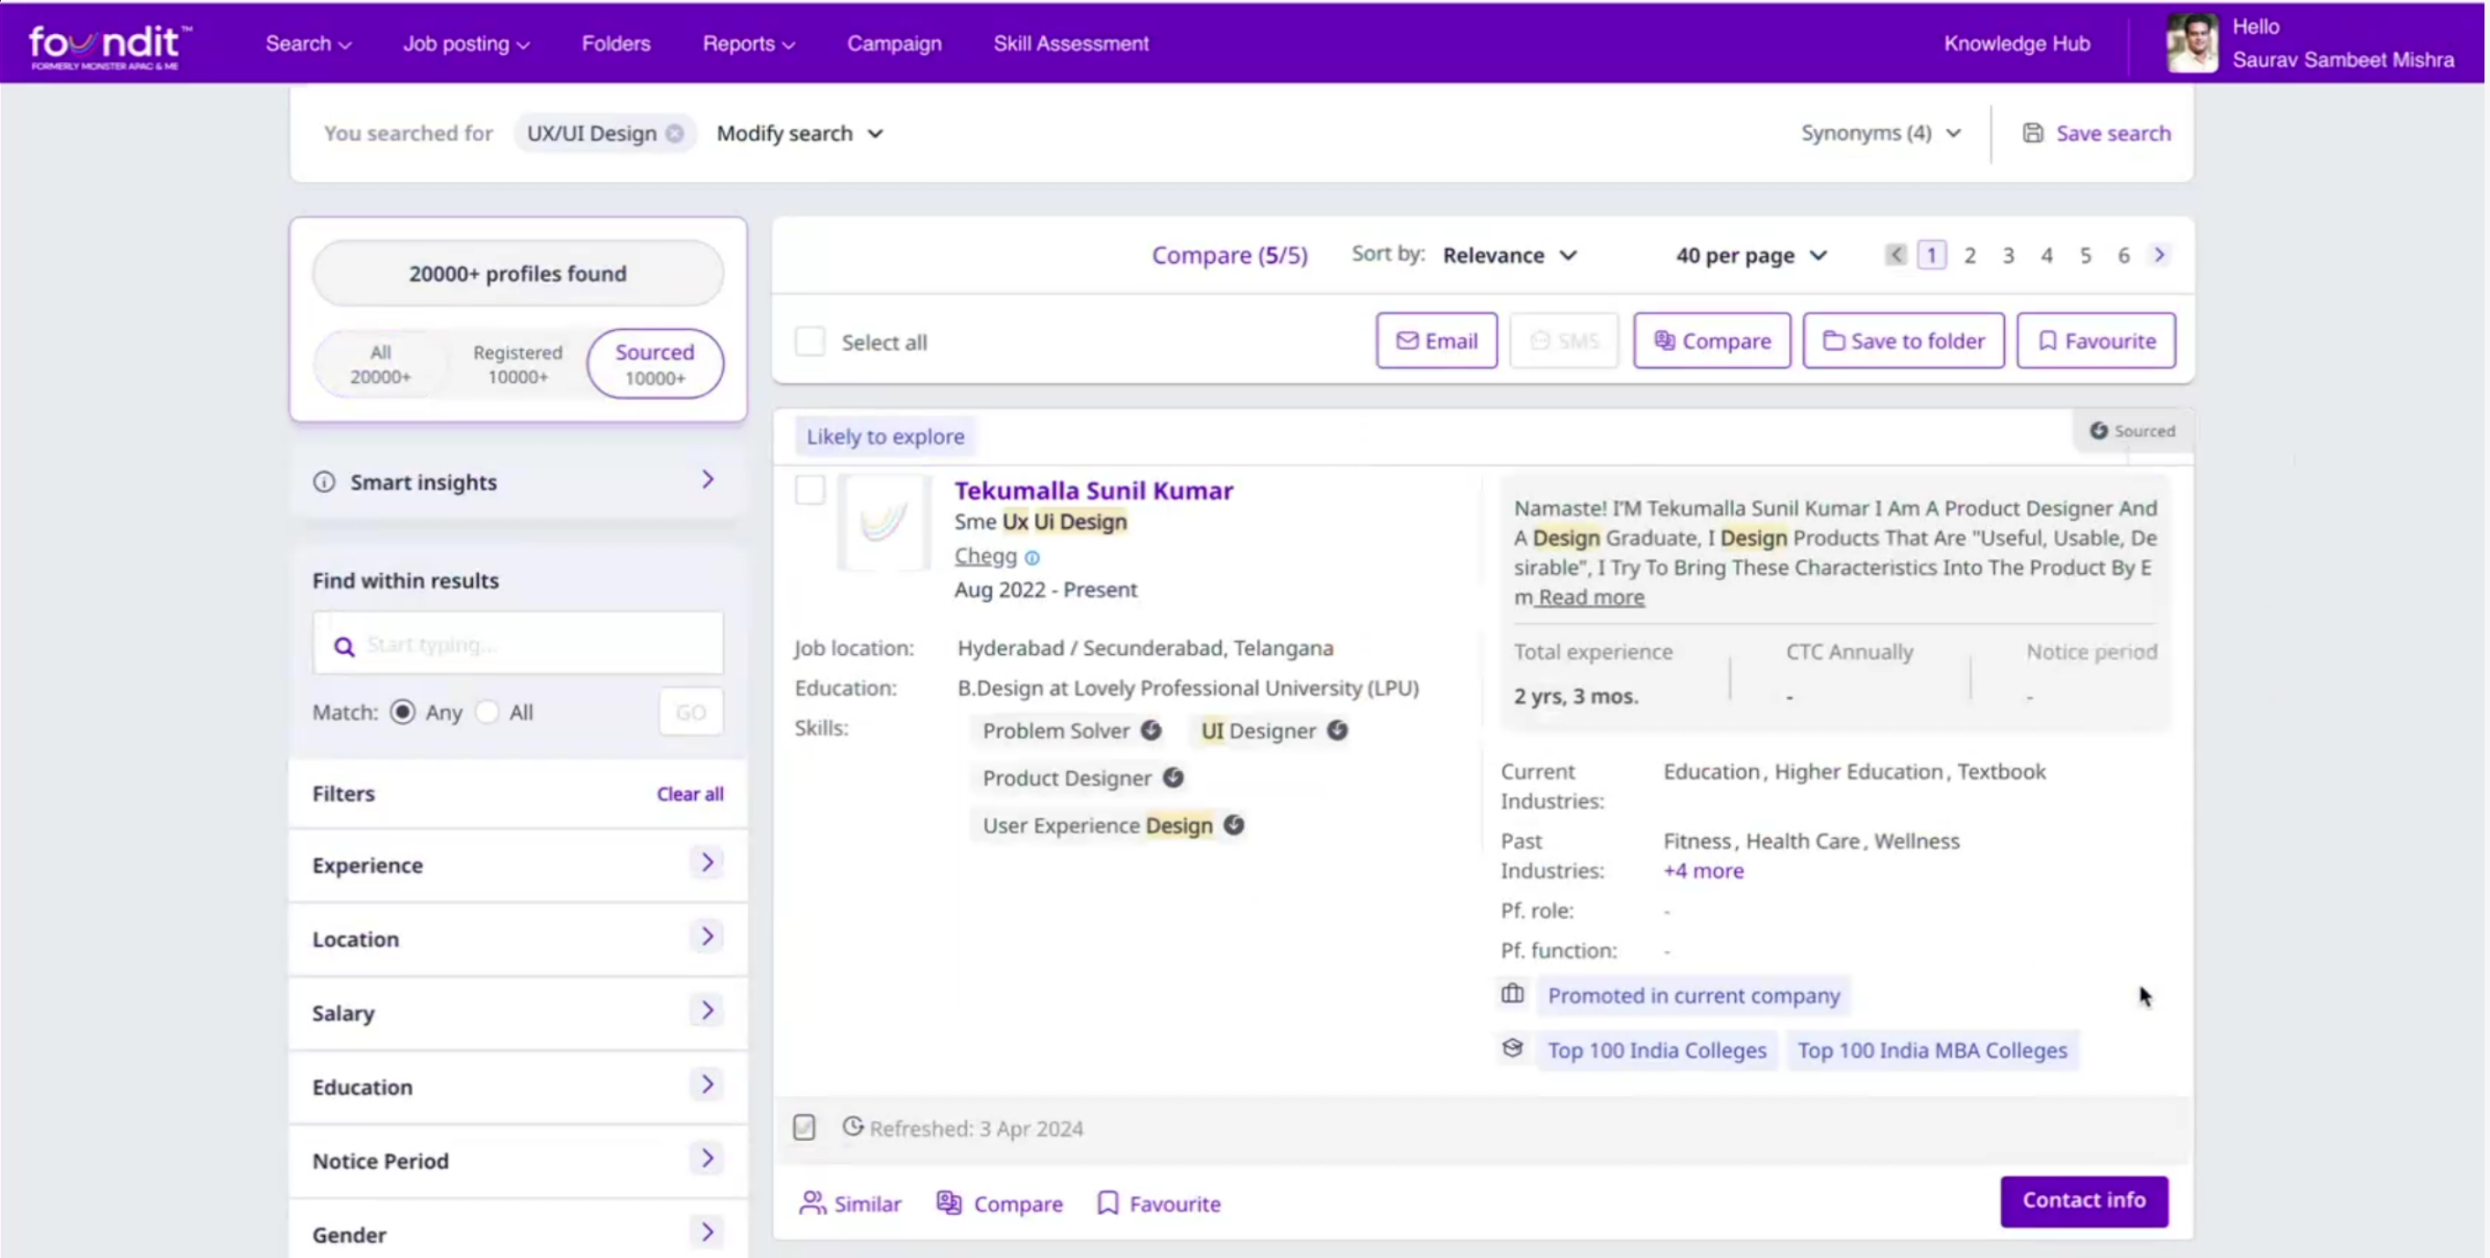 foundit™
FORMERLY MONSTER APAC & ME
Search
Job posting
Folders
Reports
Campaign
Skill Assessment
Knowledge Hub
Hello
Saurav Sambeet Mishra
You searched for
UX/UI Design
Modify search
Synonyms (4)
Save search
20000+ profiles found
All
20000+
Registered
10000+
Sourced
10000+
Smart insights
Find within results
Start typing...
Match:
Any
All
GO
Filters
Clear all
Experience
Location
Salary
Education
Notice Period
Gender
Compare (5/5)
Sort by: Relevance
40 per page
1 2 3 4 5 6
Select all
Email
SMS
Compare
Save to folder
Favourite
Likely to explore
Sourced
Tekumalla Sunil Kumar
Sme Ux Ui Design
Chegg
Aug 2022 - Present
Job location: Hyderabad / Secunderabad, Telangana
Education: B.Design at Lovely Professional University (LPU)
Skills:
Problem Solver
UI Designer
Product Designer
User Experience Design
Namaste! I'M Tekumalla Sunil Kumar I Am A Product Designer And
A Design Graduate, I Design Products That Are "Useful, Usable, De
sirable", I Try To Bring These Characteristics Into The Product By E
m Read more
Total experience
2 yrs, 3 mos.
CTC Annually
-
Notice period
-
Current
Industries:
Education, Higher Education, Textbook
Past
Industries:
Fitness, Health Care, Wellness
+4 more
Pf. role: -
Pf. function: -
Promoted in current company
Top 100 India Colleges
Top 100 India MBA Colleges
Refreshed: 3 Apr 2024
Similar
Compare
Favourite
Contact info